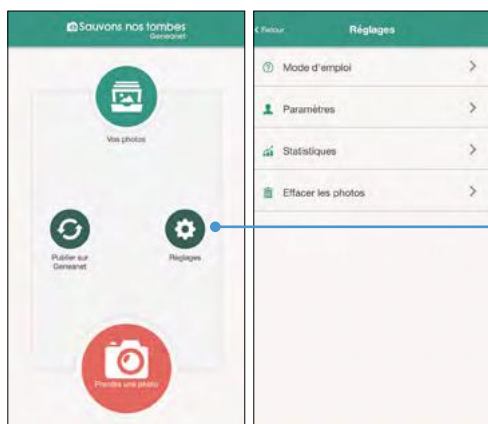 Sauvons nos tombes
Geneanet
Vos photos
Publier sur
Geneanet
Réglages
Prendre une photo
Retour
Réglages
Mode d'emploi
Paramètres
Statistiques
Effacer les photos